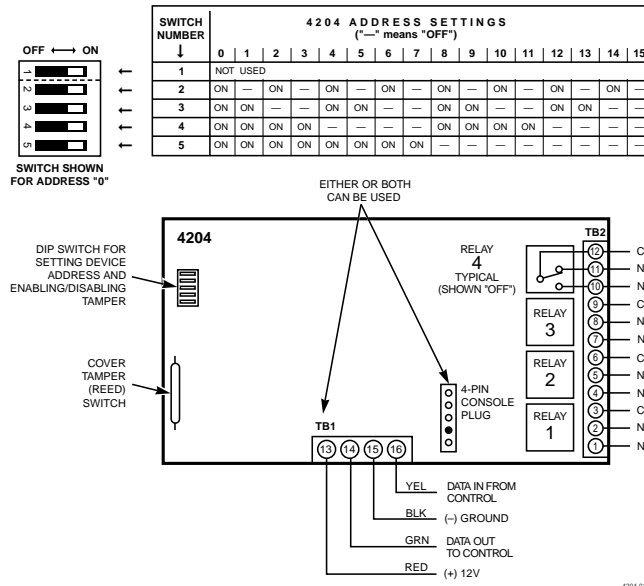 4204 ADDRESS SETTINGS
("—" means "OFF")
SWITCH NUMBER ↓ 0 1 2 3 4 5 6 7 8 9 10 11 12 13 14 15
1 NOT USED
2 ON — ON — ON — ON — ON — ON — ON — ON —
3 ON ON — — ON ON — — ON ON — — ON ON — —
4 ON ON ON ON — — — — ON ON ON ON — — — —
5 ON ON ON ON ON ON ON ON — — — — — — — —
OFF ↔ ON
1
2
3
4
5
SWITCH SHOWN
FOR ADDRESS "0"
EITHER OR BOTH
CAN BE USED
4204
DIP SWITCH FOR
SETTING DEVICE
ADDRESS AND
ENABLING/DISABLING
TAMPER
COVER
TAMPER
(REED)
SWITCH
RELAY
4
TYPICAL
(SHOWN "OFF")
RELAY
3
RELAY
2
RELAY
1
TB2
12 C
11 N
10 N
9 C
8 N
7 N
6 C
5 N
4 N
3 C
2 N
1 N
4-PIN
CONSOLE
PLUG
TB1
13 14 15 16
YEL DATA IN FROM
CONTROL
BLK (–) GROUND
GRN DATA OUT
TO CONTROL
RED (+) 12V